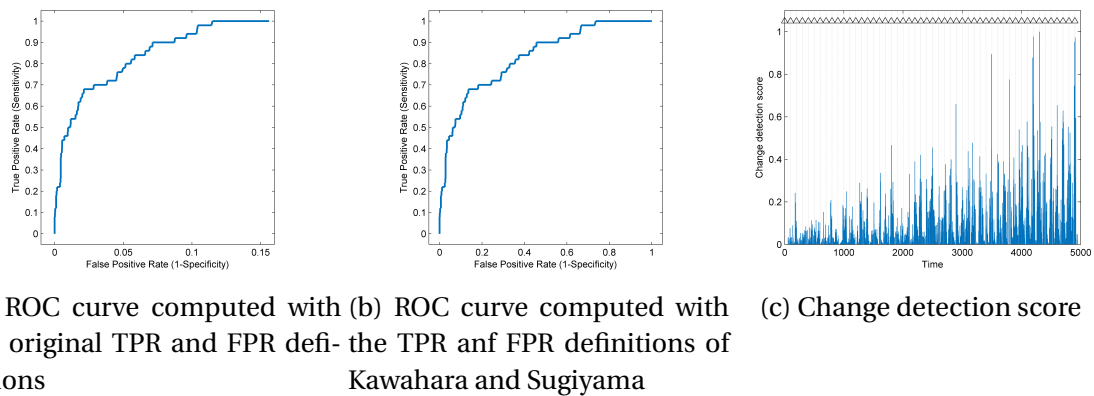 1
0.9
0.8
0.7
0.6
0.5
0.4
0.3
0.2
0.1
0
True Positive Rate (Sensitivity)
0 0.05 0.1 0.15
False Positive Rate (1-Specificity)
1
0.9
0.8
0.7
0.6
0.5
0.4
0.3
0.2
0.1
0
True Positive Rate (Sensitivity)
0 0.2 0.4 0.6 0.8 1
False Positive Rate (1-Specificity)
1
0.8
0.6
0.4
0.2
0
Change detection score
0 1000 2000 3000 4000 5000
Time
ROC curve computed with
original TPR and FPR defi-
ons
(b) ROC curve computed with
the TPR anf FPR definitions of
Kawahara and Sugiyama
(c) Change detection score